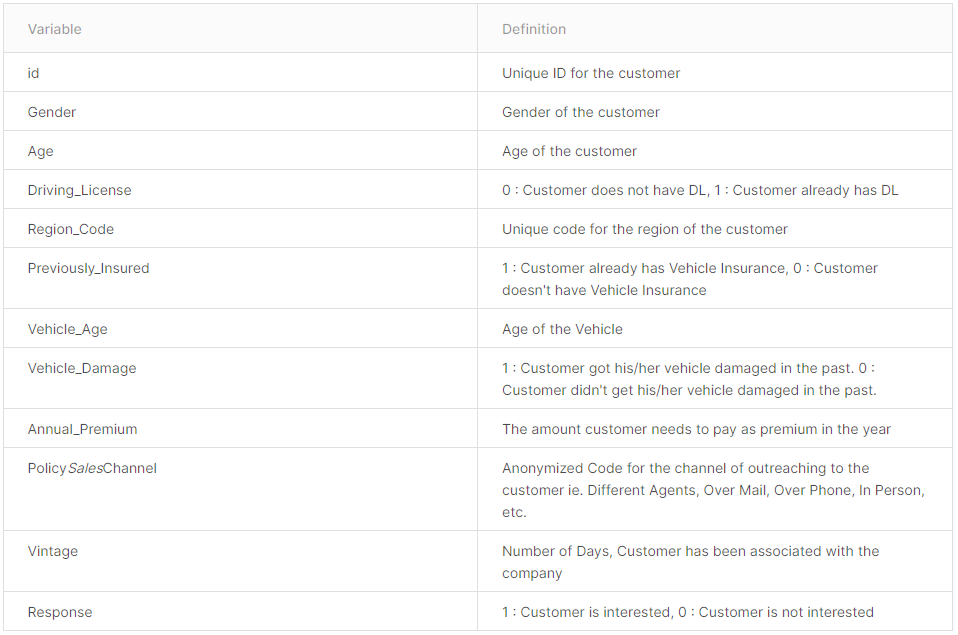 Variable Definition
id Unique ID for the customer
Gender Gender of the customer
Age Age of the customer
Driving_License 0 : Customer does not have DL, 1 : Customer already has DL
Region_Code Unique code for the region of the customer
Previously_Insured 1 : Customer already has Vehicle Insurance, 0 : Customer
doesn't have Vehicle Insurance
Vehicle_Age Age of the Vehicle
Vehicle_Damage 1 : Customer got his/her vehicle damaged in the past. 0 :
Customer didn't get his/her vehicle damaged in the past.
Annual_Premium The amount customer needs to pay as premium in the year
PolicySalesChannel Anonymized Code for the channel of outreaching to the
customer ie. Different Agents, Over Mail, Over Phone, In Person,
etc.
Vintage Number of Days, Customer has been associated with the
company
Response 1 : Customer is interested, 0 : Customer is not interested